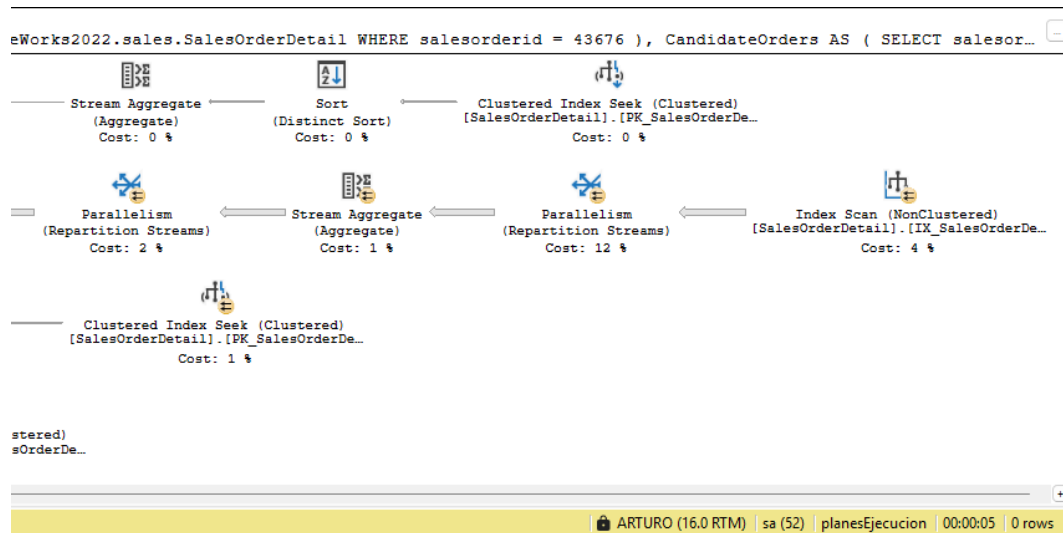 eWorks2022.sales.SalesOrderDetail WHERE salesorderid = 43676 ), CandidateOrders AS ( SELECT salesor…
Stream Aggregate
(Aggregate)
Cost: 0 %
Sort
(Distinct Sort)
Cost: 0 %
Clustered Index Seek (Clustered)
[SalesOrderDetail].[PK_SalesOrderDe…
Cost: 0 %
Parallelism
(Repartition Streams)
Cost: 2 %
Stream Aggregate
(Aggregate)
Cost: 1 %
Parallelism
(Repartition Streams)
Cost: 12 %
Index Scan (NonClustered)
[SalesOrderDetail].[IX_SalesOrderDe…
Cost: 4 %
Clustered Index Seek (Clustered)
[SalesOrderDetail].[PK_SalesOrderDe…
Cost: 1 %
stered)
sOrderDe…
ARTURO (16.0 RTM) sa (52) planesEjecucion 00:00:05 0 rows